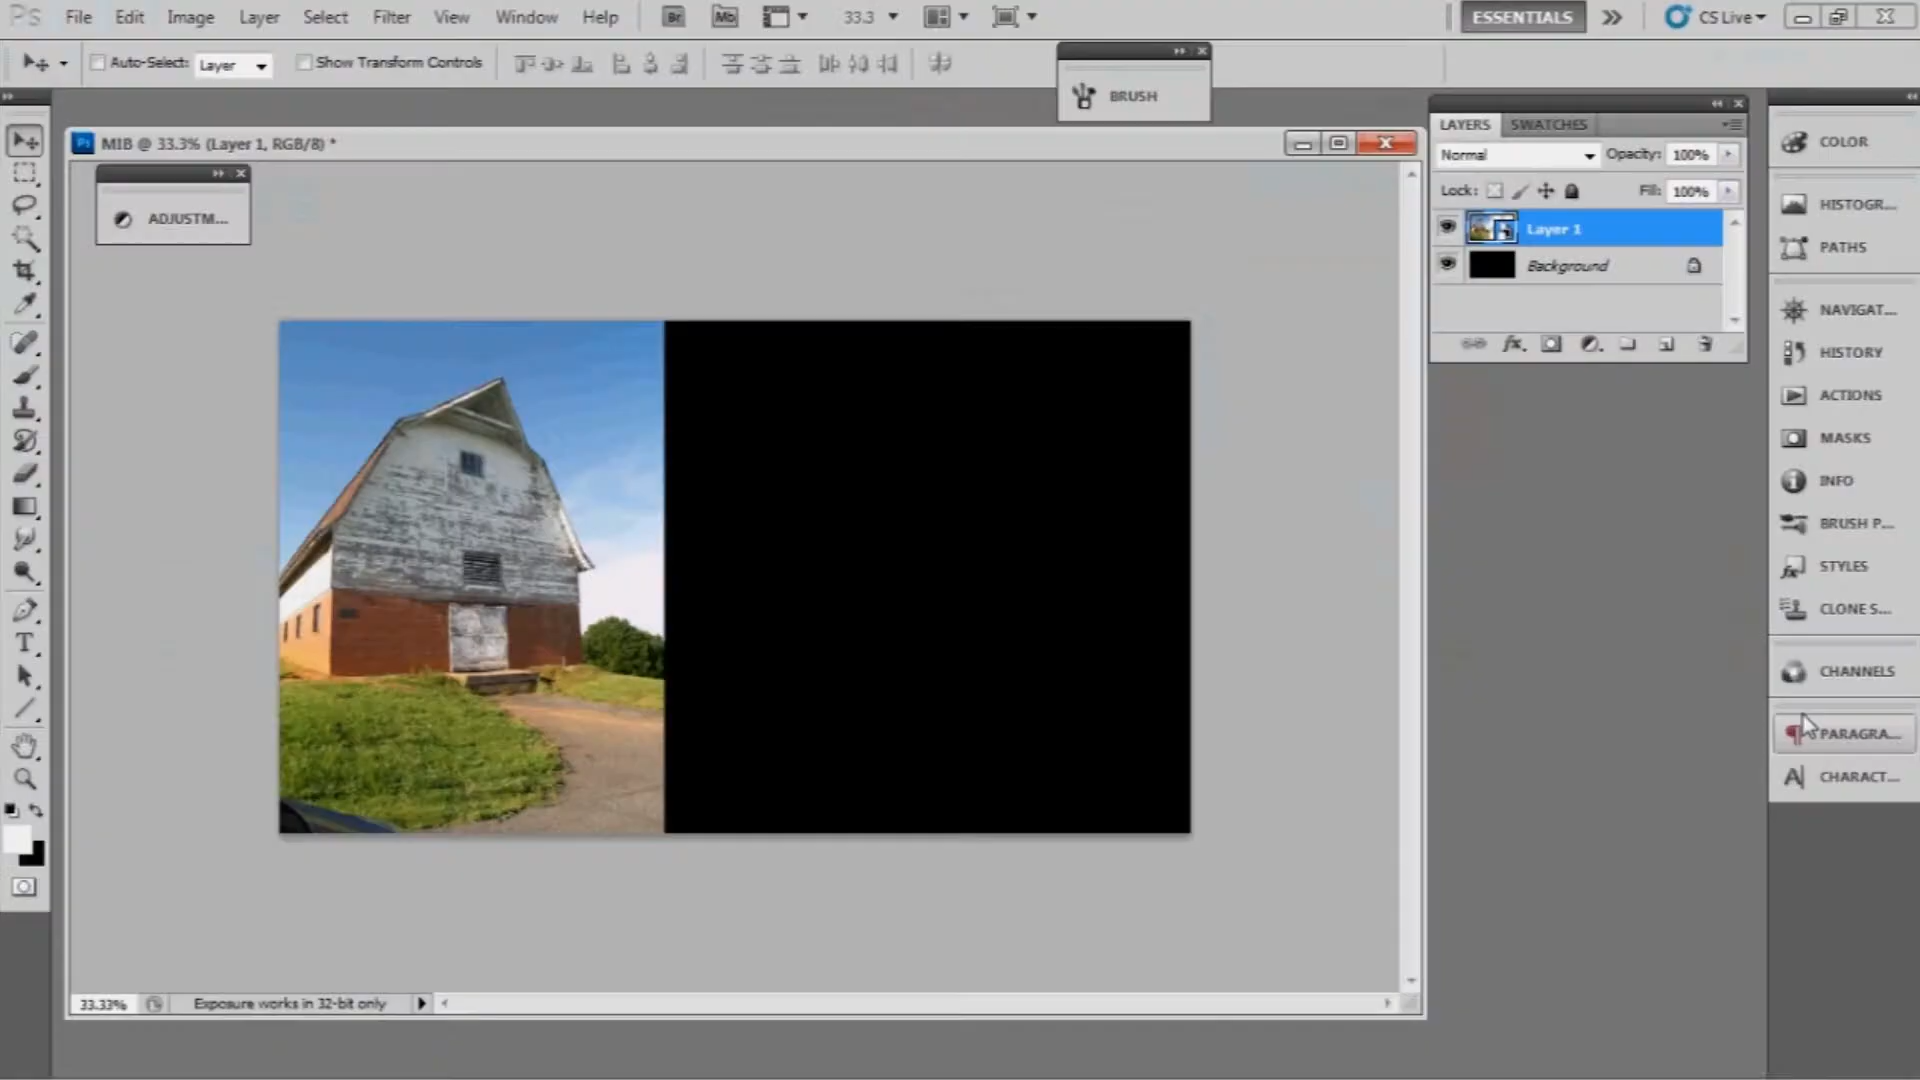 Ps File Edit Image Layer Select Filter View Window Help Br Mb 33.3 ESSENTIALS CS Live
Auto-Select: Layer Show Transform Controls
BRUSH
MIB @ 33.3% (Layer 1, RGB/8) *
ADJUSTM...
LAYERS SWATCHES
Normal Opacity: 100%
Lock: Fill: 100%
Layer 1
Background
COLOR
HISTOGR...
PATHS
NAVIGAT...
HISTORY
ACTIONS
MASKS
INFO
BRUSH P...
STYLES
CLONE S...
CHANNELS
PARAGRA...
CHARACT...
33.33% Exposure works in 32-bit only